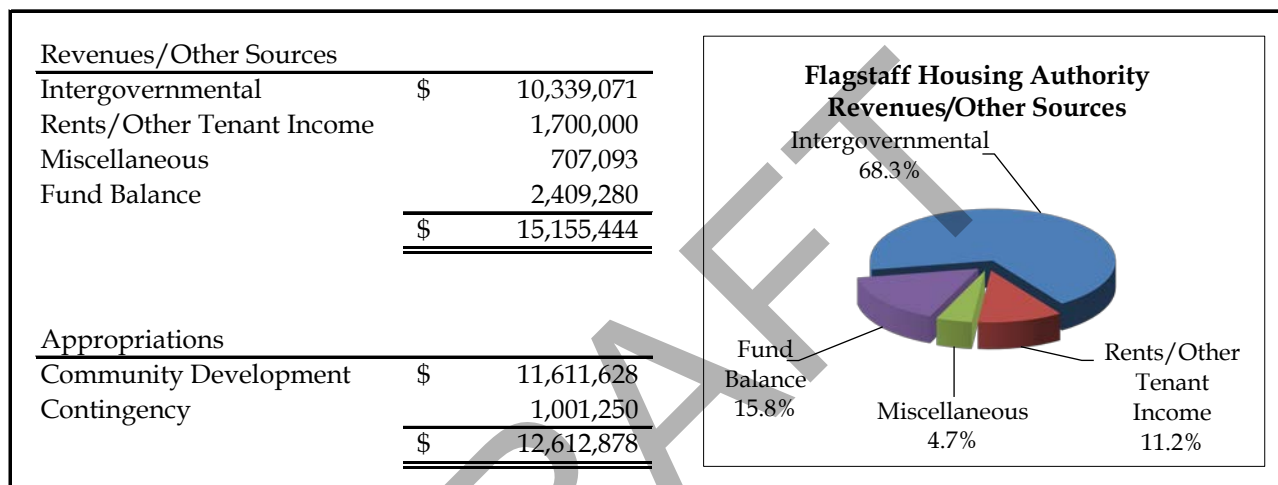 Revenues/Other Sources
Intergovernmental $ 10,339,071
Rents/Other Tenant Income 1,700,000
Miscellaneous 707,093
Fund Balance 2,409,280
$ 15,155,444
Appropriations
Community Development $ 11,611,628
Contingency 1,001,250
$ 12,612,878
Flagstaff Housing Authority
Revenues/Other Sources
Intergovernmental
68.3%
Fund
Balance
15.8%
Miscellaneous
4.7%
Rents/Other
Tenant
Income
11.2%
DRAFT